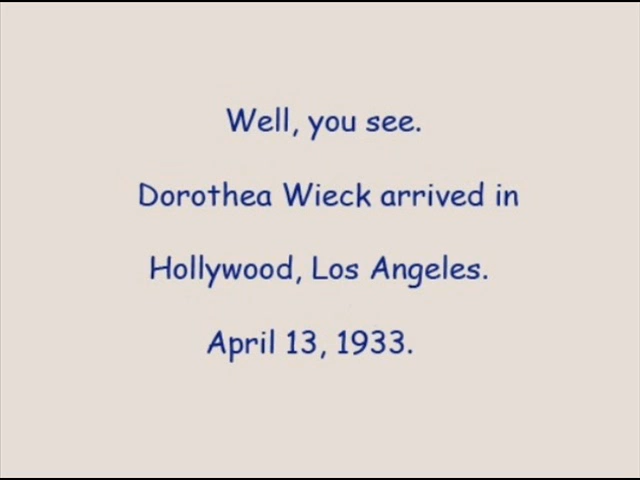 Well, you see.
Dorothea Wieck arrived in
Hollywood, Los Angeles.
April 13, 1933.